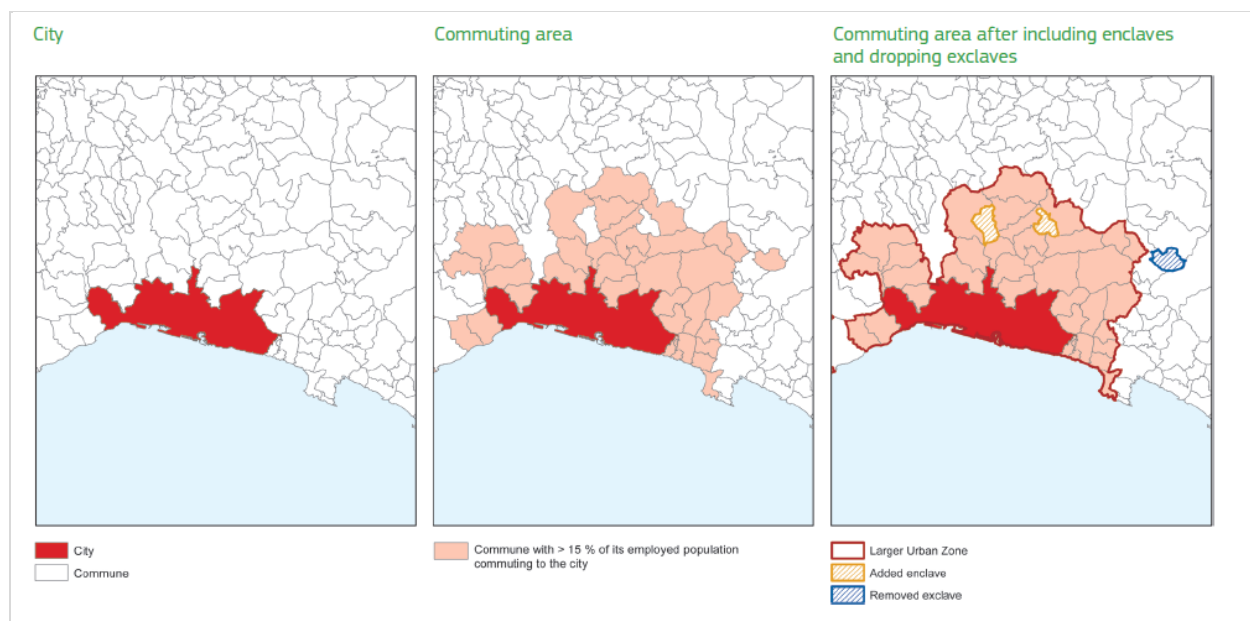 City
Commuting area
Commuting area after including enclaves
and dropping exclaves
City
Commune
Commune with > 15 % of its employed population
commuting to the city
Larger Urban Zone
Added enclave
Removed exclave